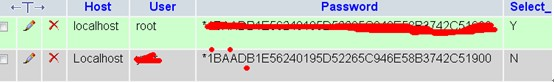 ←T→ Host User Password Select_
localhost root Y
Localhost *1BAADB1E56240195D52265C946E58B3742C51900 N